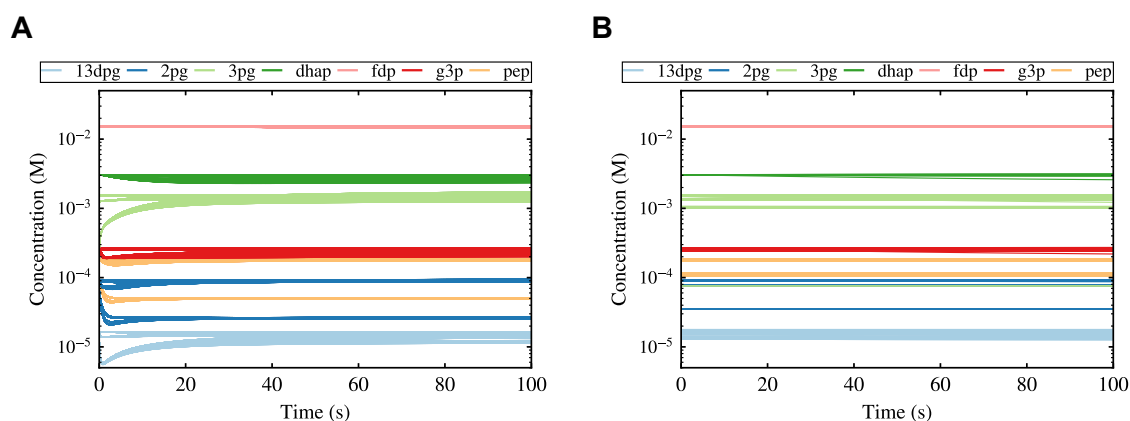 A
B
13dpg 2pg 3pg dhap fdp g3p pep
13dpg 2pg 3pg dhap fdp g3p pep
Concentration (M)
10⁻²
10⁻³
10⁻⁴
10⁻⁵
0 20 40 60 80 100
Time (s)
Concentration (M)
10⁻²
10⁻³
10⁻⁴
10⁻⁵
0 20 40 60 80 100
Time (s)